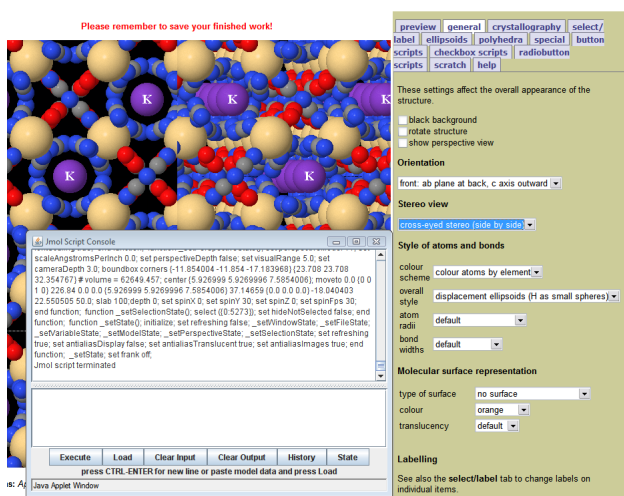 Please remember to save your finished work!
K
K
K
K
K
Jmol Script Console
scaleAngstromsPerInch 0.0; set perspectiveDepth false; set visualRange 5.0; set
cameraDepth 3.0; boundbox corners {-11.854004 -11.854 -17.183968} {23.708 23.708
32.354767} # volume = 62649.457; center {5.926999 5.9269996 7.5854006}; moveto 0.0 {0 0
1 0} 226.84 0.0 0.0 {5.926999 5.9269996 7.5854006} 37.14659 {0.0 0.0 0.0} -18.040403
22.550505 50.0; slab 100;depth 0; set spinX 0; set spinY 30; set spinZ 0; set spinFps 30;
end function; function _setSelectionState(); select ({0:5273}); set hideNotSelected false; end
function; function _setState(); initialize; set refreshing false; _setWindowState; _setFileState;
_setVariableState; _setModelState; _setPerspectiveState; _setSelectionState; set refreshing
true; set antialiasDisplay false; set antialiasTranslucent true; set antialiasImages true; end
function; _setState; set frank off;
Jmol script terminated
Execute Load Clear Input Clear Output History State
press CTRL-ENTER for new line or paste model data and press Load
Java Applet Window
preview general crystallography select/
label ellipsoids polyhedra special button
scripts checkbox scripts radiobutton
scripts scratch help
These settings affect the overall appearance of the
structure.
black background
rotate structure
show perspective view
Orientation
front: ab plane at back, c axis outward
Stereo view
cross-eyed stereo (side by side)
Style of atoms and bonds
colour
scheme colour atoms by element
overall
style displacement ellipsoids (H as small spheres)
atom
radii default
bond
widths default
Molecular surface representation
type of surface no surface
colour orange
translucency default
Labelling
See also the select/label tab to change labels on
individual items.